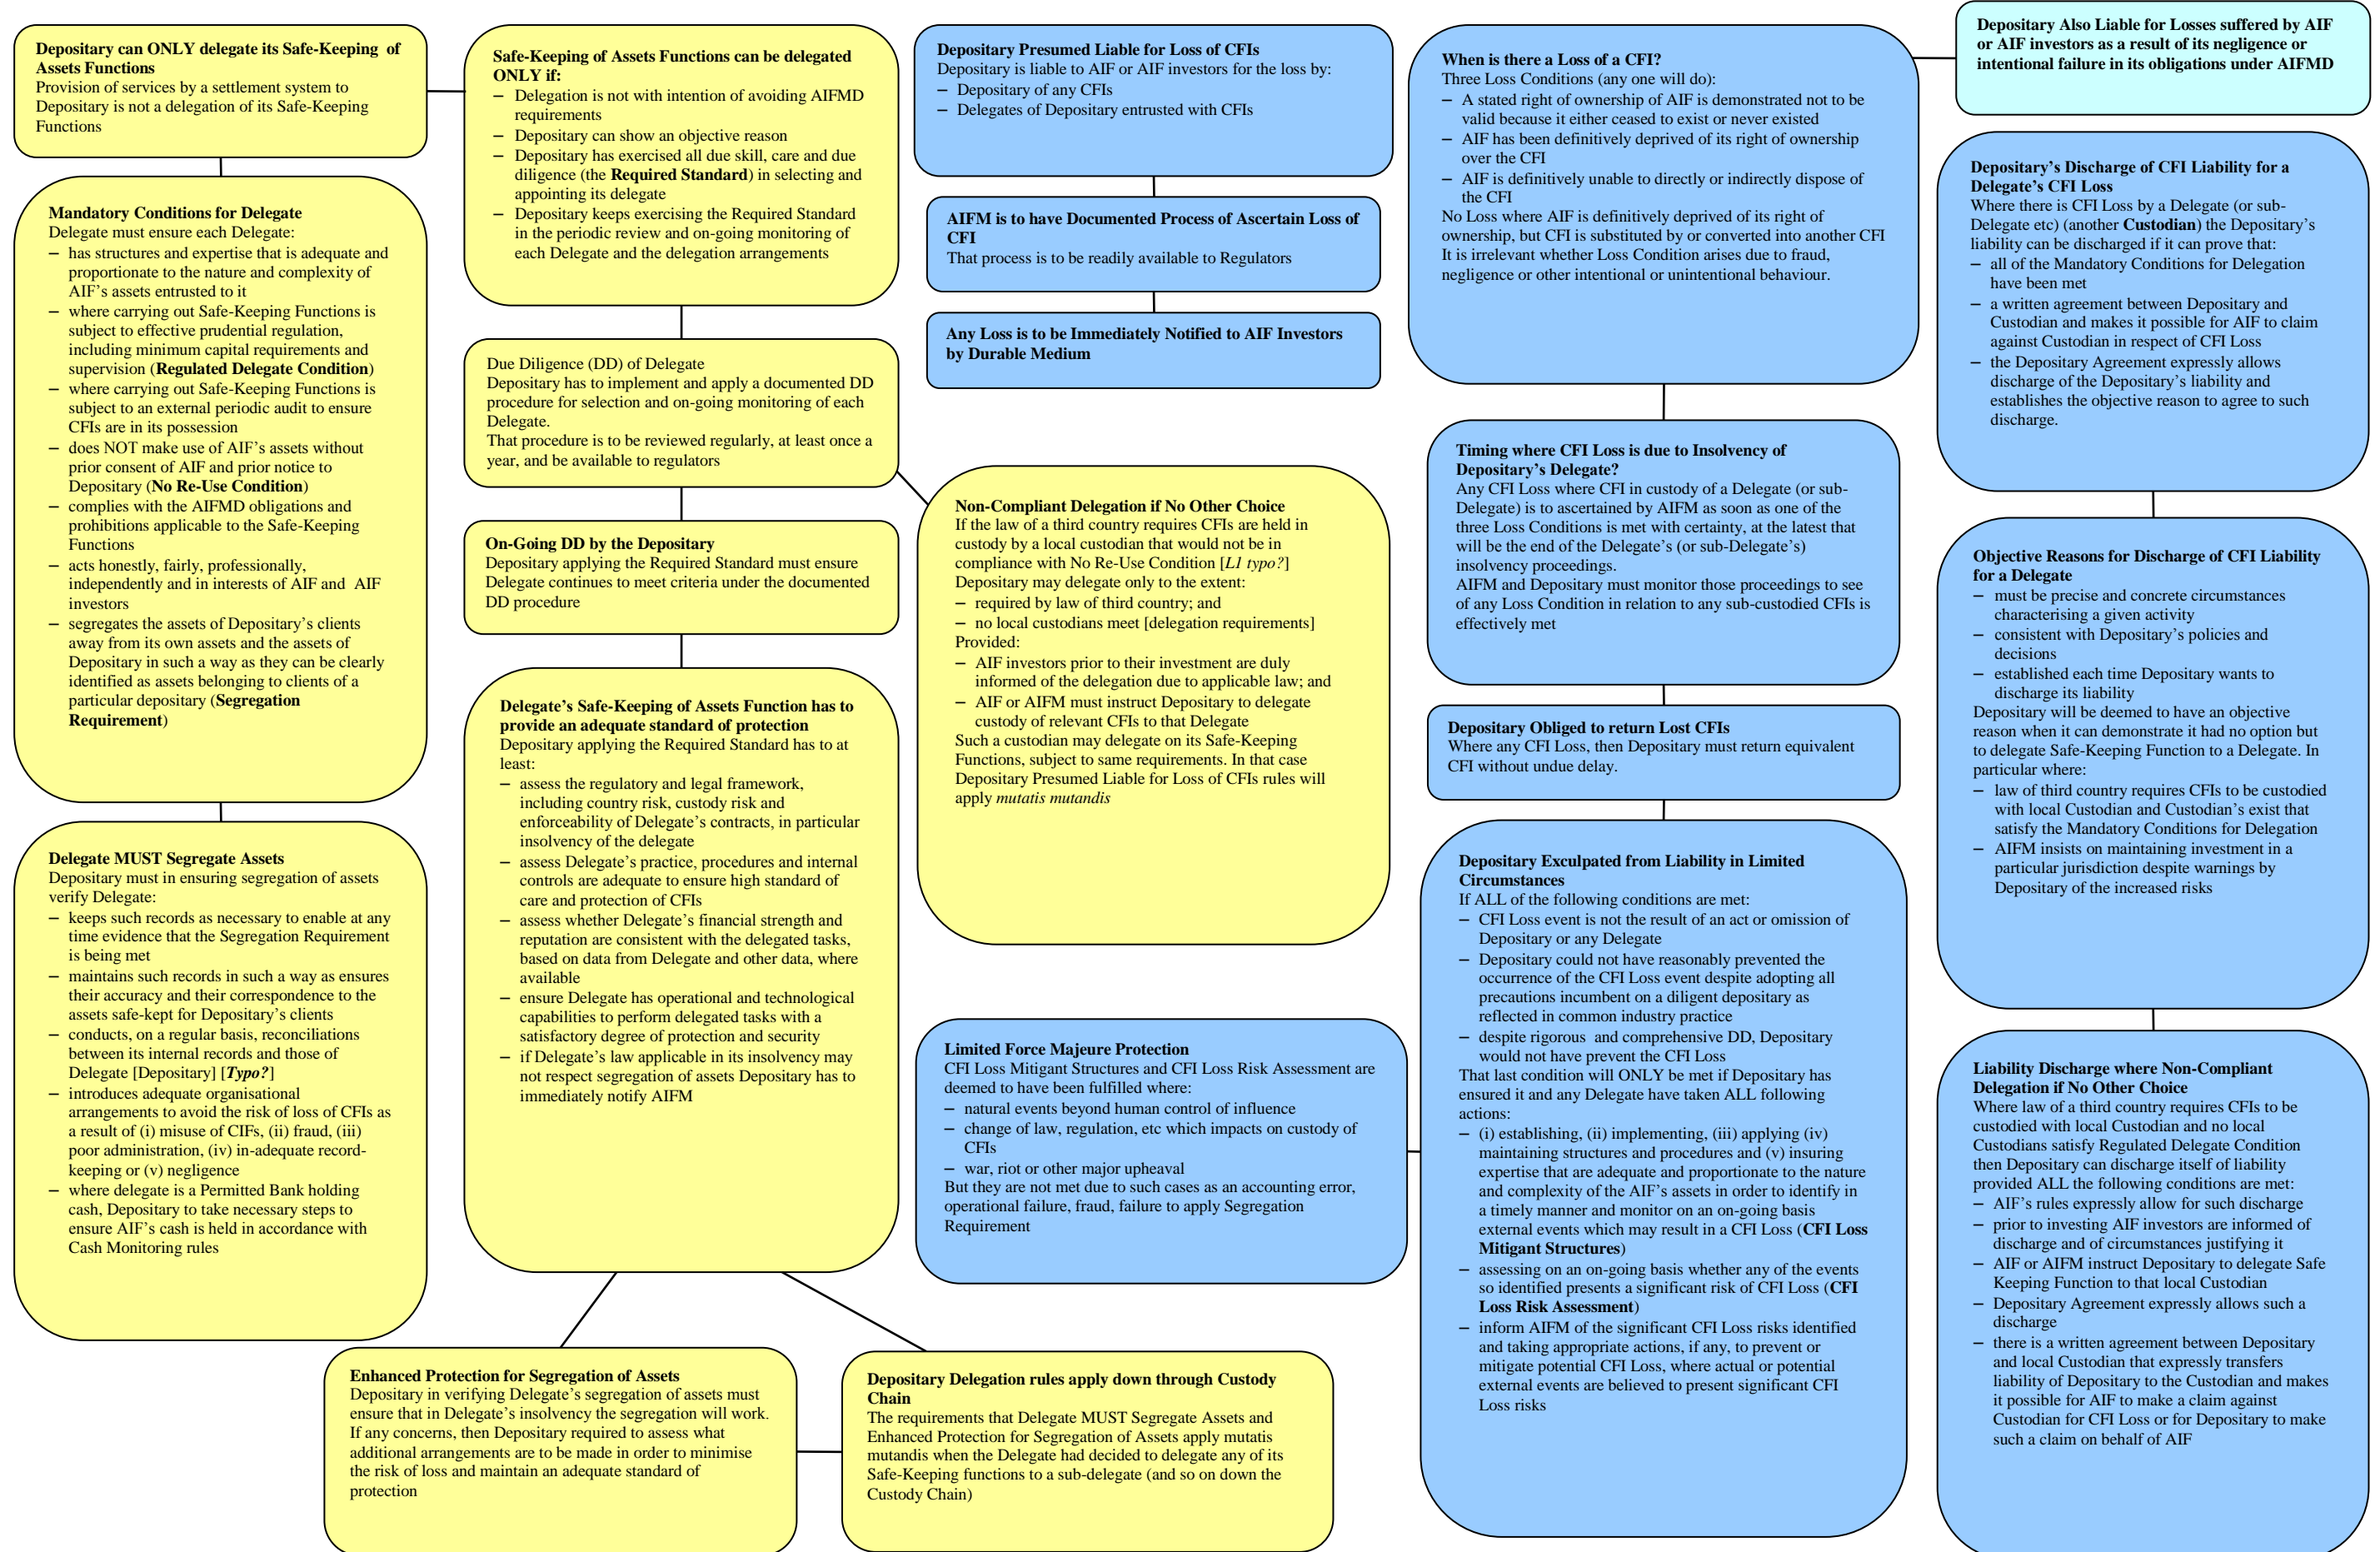 Depositary can ONLY delegate its Safe-Keeping of
Assets Functions
Provision of services by a settlement system to
Depositary is not a delegation of its Safe-Keeping
Functions
Mandatory Conditions for Delegate
Delegate must ensure each Delegate:
– has structures and expertise that is adequate and
proportionate to the nature and complexity of
AIF's assets entrusted to it
– where carrying out Safe-Keeping Functions is
subject to effective prudential regulation,
including minimum capital requirements and
supervision (Regulated Delegate Condition)
– where carrying out Safe-Keeping Functions is
subject to an external periodic audit to ensure
CFIs are in its possession
– does NOT make use of AIF's assets without
prior consent of AIF and prior notice to
Depositary (No Re-Use Condition)
– complies with the AIFMD obligations and
prohibitions applicable to the Safe-Keeping
Functions
– acts honestly, fairly, professionally,
independently and in interests of AIF and AIF
investors
– segregates the assets of Depositary's clients
away from its own assets and the assets of
Depositary in such a way as they can be clearly
identified as assets belonging to clients of a
particular depositary (Segregation
Requirement)
Delegate MUST Segregate Assets
Depositary must in ensuring segregation of assets
verify Delegate:
– keeps such records as necessary to enable at any
time evidence that the Segregation Requirement
is being met
– maintains such records in such a way as ensures
their accuracy and their correspondence to the
assets safe-kept for Depositary's clients
– conducts, on a regular basis, reconciliations
between its internal records and those of
Delegate [Depositary] [Typo?]
– introduces adequate organisational
arrangements to avoid the risk of loss of CFIs as
a result of (i) misuse of CIFs, (ii) fraud, (iii)
poor administration, (iv) in-adequate record-
keeping or (v) negligence
– where delegate is a Permitted Bank holding
cash, Depositary to take necessary steps to
ensure AIF's cash is held in accordance with
Cash Monitoring rules
Safe-Keeping of Assets Functions can be delegated
ONLY if:
– Delegation is not with intention of avoiding AIFMD
requirements
– Depositary can show an objective reason
– Depositary has exercised all due skill, care and due
diligence (the Required Standard) in selecting and
appointing its delegate
– Depositary keeps exercising the Required Standard
in the periodic review and on-going monitoring of
each Delegate and the delegation arrangements
Due Diligence (DD) of Delegate
Depositary has to implement and apply a documented DD
procedure for selection and on-going monitoring of each
Delegate.
That procedure is to be reviewed regularly, at least once a
year, and be available to regulators
On-Going DD by the Depositary
Depositary applying the Required Standard must ensure
Delegate continues to meet criteria under the documented
DD procedure
Delegate's Safe-Keeping of Assets Function has to
provide an adequate standard of protection
Depositary applying the Required Standard has to at
least:
– assess the regulatory and legal framework,
including country risk, custody risk and
enforceability of Delegate's contracts, in particular
insolvency of the delegate
– assess Delegate's practice, procedures and internal
controls are adequate to ensure high standard of
care and protection of CFIs
– assess whether Delegate's financial strength and
reputation are consistent with the delegated tasks,
based on data from Delegate and other data, where
available
– ensure Delegate has operational and technological
capabilities to perform delegated tasks with a
satisfactory degree of protection and security
– if Delegate's law applicable in its insolvency may
not respect segregation of assets Depositary has to
immediately notify AIFM
Enhanced Protection for Segregation of Assets
Depositary in verifying Delegate's segregation of assets must
ensure that in Delegate's insolvency the segregation will work.
If any concerns, then Depositary required to assess what
additional arrangements are to be made in order to minimise
the risk of loss and maintain an adequate standard of
protection
Depositary Delegation rules apply down through Custody
Chain
The requirements that Delegate MUST Segregate Assets and
Enhanced Protection for Segregation of Assets apply mutatis
mutandis when the Delegate had decided to delegate any of its
Safe-Keeping functions to a sub-delegate (and so on down the
Custody Chain)
Depositary Presumed Liable for Loss of CFIs
Depositary is liable to AIF or AIF investors for the loss by:
– Depositary of any CFIs
– Delegates of Depositary entrusted with CFIs
AIFM is to have Documented Process of Ascertain Loss of
CFI
That process is to be readily available to Regulators
Any Loss is to be Immediately Notified to AIF Investors
by Durable Medium
Non-Compliant Delegation if No Other Choice
If the law of a third country requires CFIs are held in
custody by a local custodian that would not be in
compliance with No Re-Use Condition [L1 typo?]
Depositary may delegate only to the extent:
– required by law of third country; and
– no local custodians meet [delegation requirements]
Provided:
– AIF investors prior to their investment are duly
informed of the delegation due to applicable law; and
– AIF or AIFM must instruct Depositary to delegate
custody of relevant CFIs to that Delegate
Such a custodian may delegate on its Safe-Keeping
Functions, subject to same requirements. In that case
Depositary Presumed Liable for Loss of CFIs rules will
apply mutatis mutandis
Limited Force Majeure Protection
CFI Loss Mitigant Structures and CFI Loss Risk Assessment are
deemed to have been fulfilled where:
– natural events beyond human control of influence
– change of law, regulation, etc which impacts on custody of
CFIs
– war, riot or other major upheaval
But they are not met due to such cases as an accounting error,
operational failure, fraud, failure to apply Segregation
Requirement
When is there a Loss of a CFI?
Three Loss Conditions (any one will do):
– A stated right of ownership of AIF is demonstrated not to be
valid because it either ceased to exist or never existed
– AIF has been definitively deprived of its right of ownership
over the CFI
– AIF is definitively unable to directly or indirectly dispose of
the CFI
No Loss where AIF is definitively deprived of its right of
ownership, but CFI is substituted by or converted into another CFI
It is irrelevant whether Loss Condition arises due to fraud,
negligence or other intentional or unintentional behaviour.
Timing where CFI Loss is due to Insolvency of
Depositary's Delegate?
Any CFI Loss where CFI in custody of a Delegate (or sub-
Delegate) is to ascertained by AIFM as soon as one of the
three Loss Conditions is met with certainty, at the latest that
will be the end of the Delegate's (or sub-Delegate's)
insolvency proceedings.
AIFM and Depositary must monitor those proceedings to see
of any Loss Condition in relation to any sub-custodied CFIs is
effectively met
Depositary Obliged to return Lost CFIs
Where any CFI Loss, then Depositary must return equivalent
CFI without undue delay.
Depositary Exculpated from Liability in Limited
Circumstances
If ALL of the following conditions are met:
– CFI Loss event is not the result of an act or omission of
Depositary or any Delegate
– Depositary could not have reasonably prevented the
occurrence of the CFI Loss event despite adopting all
precautions incumbent on a diligent depositary as
reflected in common industry practice
– despite rigorous and comprehensive DD, Depositary
would not have prevent the CFI Loss
That last condition will ONLY be met if Depositary has
ensured it and any Delegate have taken ALL following
actions:
– (i) establishing, (ii) implementing, (iii) applying (iv)
maintaining structures and procedures and (v) insuring
expertise that are adequate and proportionate to the nature
and complexity of the AIF's assets in order to identify in
a timely manner and monitor on an on-going basis
external events which may result in a CFI Loss (CFI Loss
Mitigant Structures)
– assessing on an on-going basis whether any of the events
so identified presents a significant risk of CFI Loss (CFI
Loss Risk Assessment)
– inform AIFM of the significant CFI Loss risks identified
and taking appropriate actions, if any, to prevent or
mitigate potential CFI Loss, where actual or potential
external events are believed to present significant CFI
Loss risks
Depositary Also Liable for Losses suffered by AIF
or AIF investors as a result of its negligence or
intentional failure in its obligations under AIFMD
Depositary's Discharge of CFI Liability for a
Delegate's CFI Loss
Where there is CFI Loss by a Delegate (or sub-
Delegate etc) (another Custodian) the Depositary's
liability can be discharged if it can prove that:
– all of the Mandatory Conditions for Delegation
have been met
– a written agreement between Depositary and
Custodian and makes it possible for AIF to claim
against Custodian in respect of CFI Loss
– the Depositary Agreement expressly allows
discharge of the Depositary's liability and
establishes the objective reason to agree to such
discharge.
Objective Reasons for Discharge of CFI Liability
for a Delegate
– must be precise and concrete circumstances
characterising a given activity
– consistent with Depositary's policies and
decisions
– established each time Depositary wants to
discharge its liability
Depositary will be deemed to have an objective
reason when it can demonstrate it had no option but
to delegate Safe-Keeping Function to a Delegate. In
particular where:
– law of third country requires CFIs to be custodied
with local Custodian and Custodian's exist that
satisfy the Mandatory Conditions for Delegation
– AIFM insists on maintaining investment in a
particular jurisdiction despite warnings by
Depositary of the increased risks
Liability Discharge where Non-Compliant
Delegation if No Other Choice
Where law of a third country requires CFIs to be
custodied with local Custodian and no local
Custodians satisfy Regulated Delegate Condition
then Depositary can discharge itself of liability
provided ALL the following conditions are met:
– AIF's rules expressly allow for such discharge
– prior to investing AIF investors are informed of
discharge and of circumstances justifying it
– AIF or AIFM instruct Depositary to delegate Safe
Keeping Function to that local Custodian
– Depositary Agreement expressly allows such a
discharge
– there is a written agreement between Depositary
and local Custodian that expressly transfers
liability of Depositary to the Custodian and makes
it possible for AIF to make a claim against
Custodian for CFI Loss or for Depositary to make
such a claim on behalf of AIF